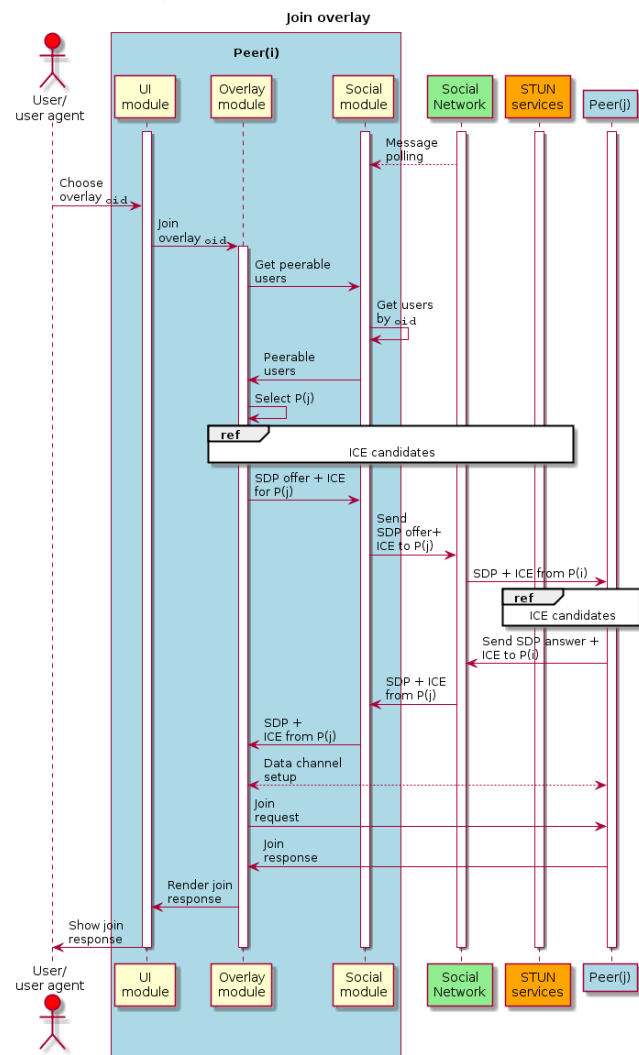 Join overlay
Peer(i)
User/
user agent
UI
module
Overlay
module
Social
module
Social
Network
STUN
services
Peer(j)
Message
polling
Choose
overlay oid
Join
overlay oid
Get peerable
users
Get users
by oid
Peerable
users
Select P(j)
ref
ICE candidates
SDP offer + ICE
for P(j)
Send
SDP offer+
ICE to P(j)
SDP + ICE from P(i)
ref
ICE candidates
Send SDP answer +
ICE to P(i)
SDP + ICE
from P(j)
SDP +
ICE from P(j)
Data channel
setup
Join
request
Join
response
Render join
response
Show join
response
User/
user agent
UI
module
Overlay
module
Social
module
Social
Network
STUN
services
Peer(j)